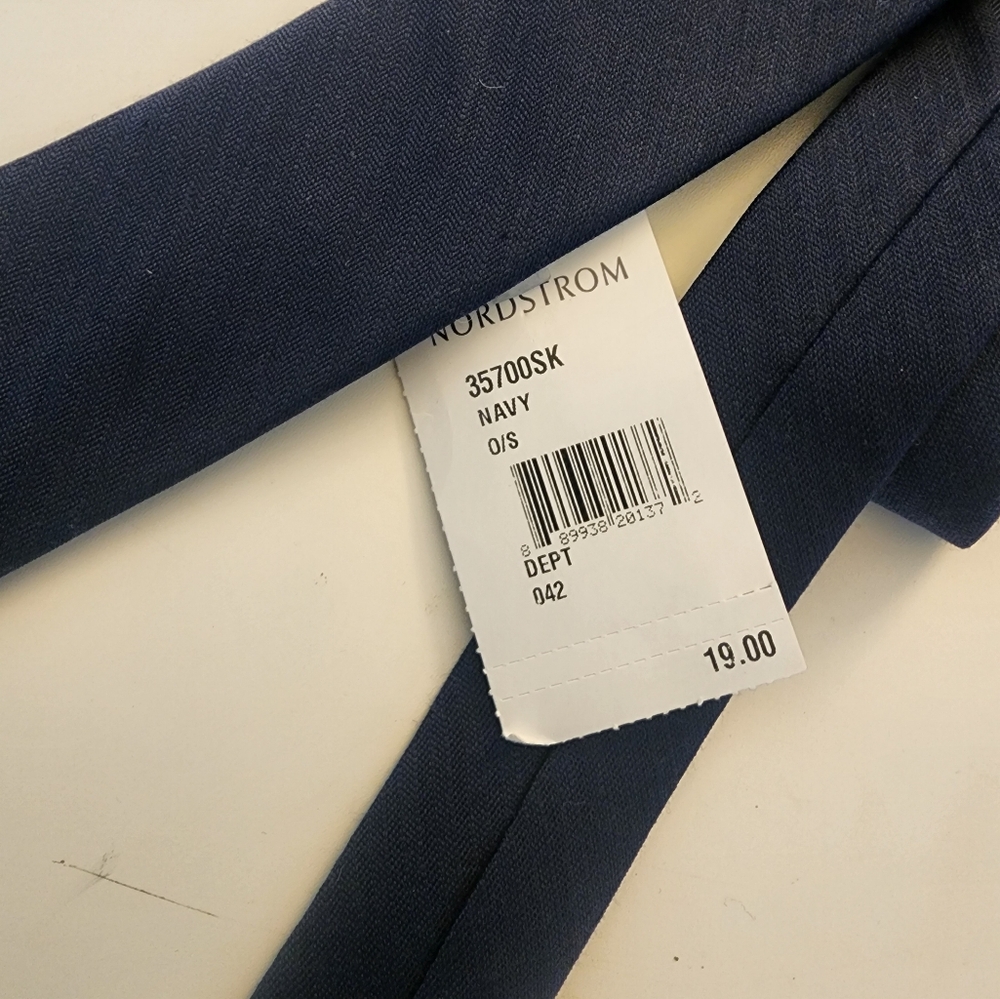 NORDSTROM
35700SK
NAVY
O/S
8 89938 20137 2
DEPT
042
19.00